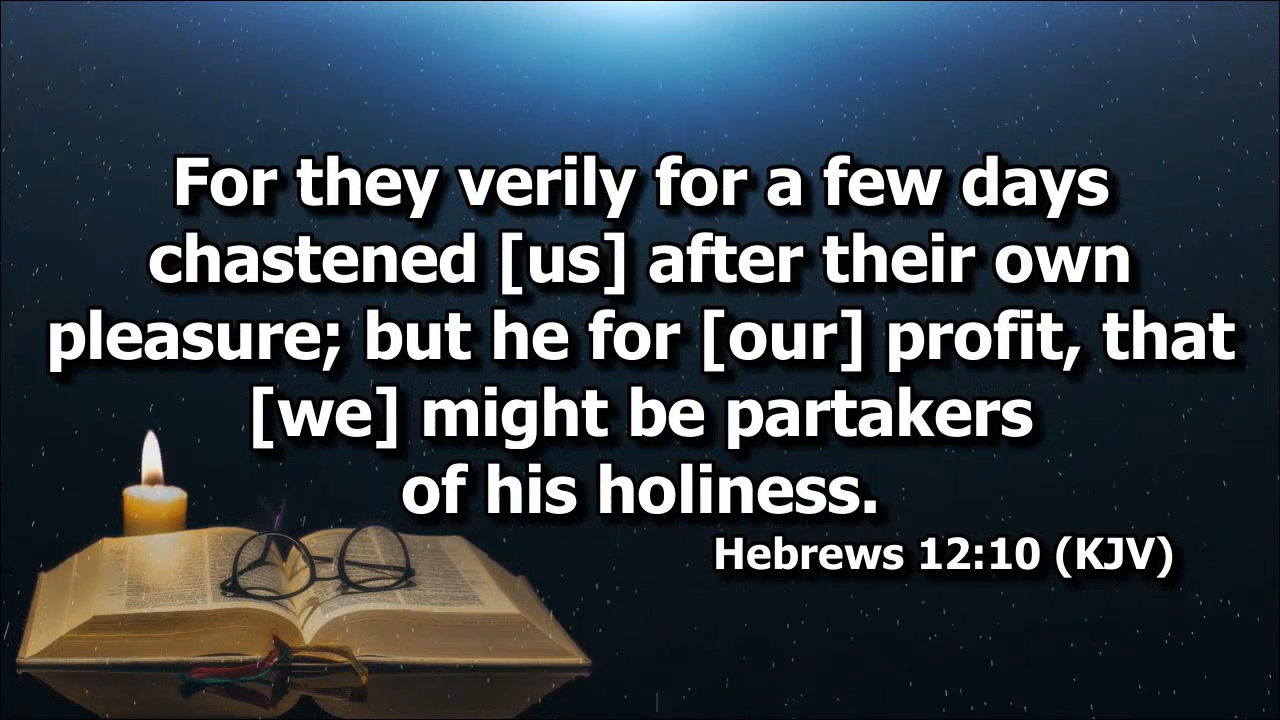 For they verily for a few days
chastened [us] after their own
pleasure; but he for [our] profit, that
[we] might be partakers
of his holiness.
Hebrews 12:10 (KJV)